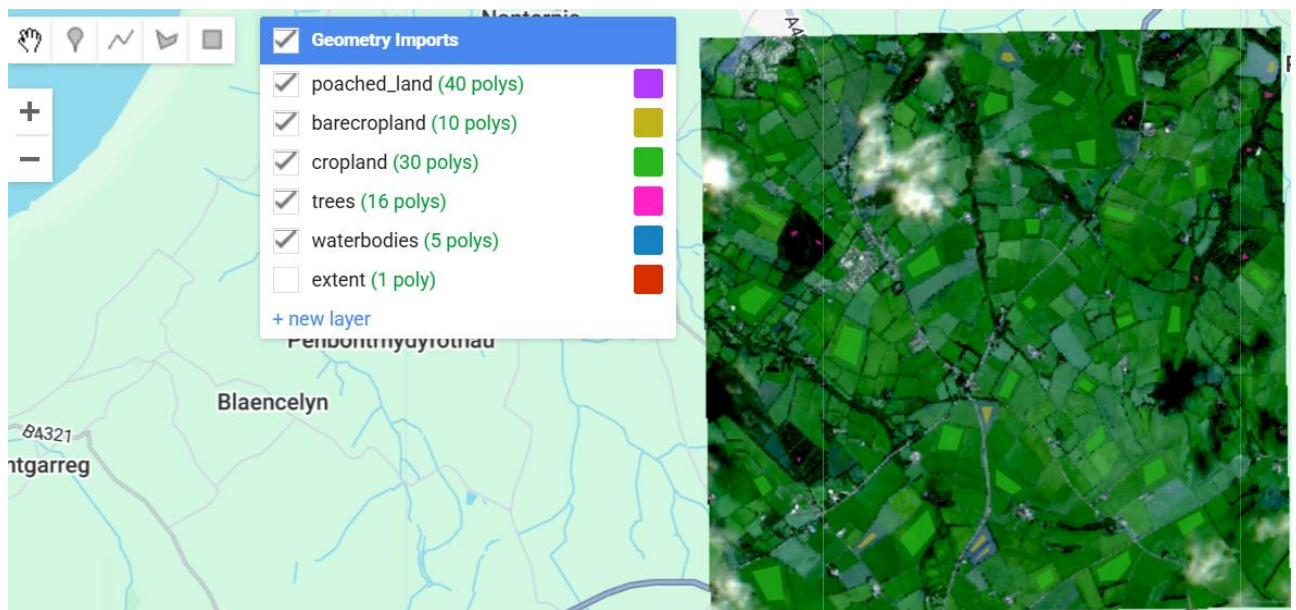 Geometry Imports
poached_land (40 polys)
barecropland (10 polys)
cropland (30 polys)
trees (16 polys)
waterbodies (5 polys)
extent (1 poly)
+ new layer
Blaencelyn
B4321
ntgarreg